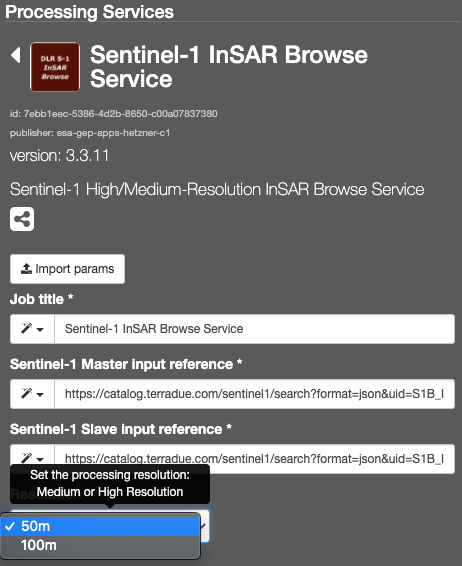 Processing Services
DLR S-1
InSAR
Browse
Sentinel-1 InSAR Browse
Service
id: 7ebb1eec-5386-4d2b-8650-c00a07837380
publisher: esa-gep-apps-hetzner-c1
version: 3.3.11
Sentinel-1 High/Medium-Resolution InSAR Browse Service
Import params
Job title *
Sentinel-1 InSAR Browse Service
Sentinel-1 Master input reference *
https://catalog.terradue.com/sentinel1/search?format=json&uid=S1B_I
Sentinel-1 Slave input reference *
https://catalog.terradue.com/sentinel1/search?format=json&uid=S1B_I
Set the processing resolution:
Medium or High Resolution
50m
100m